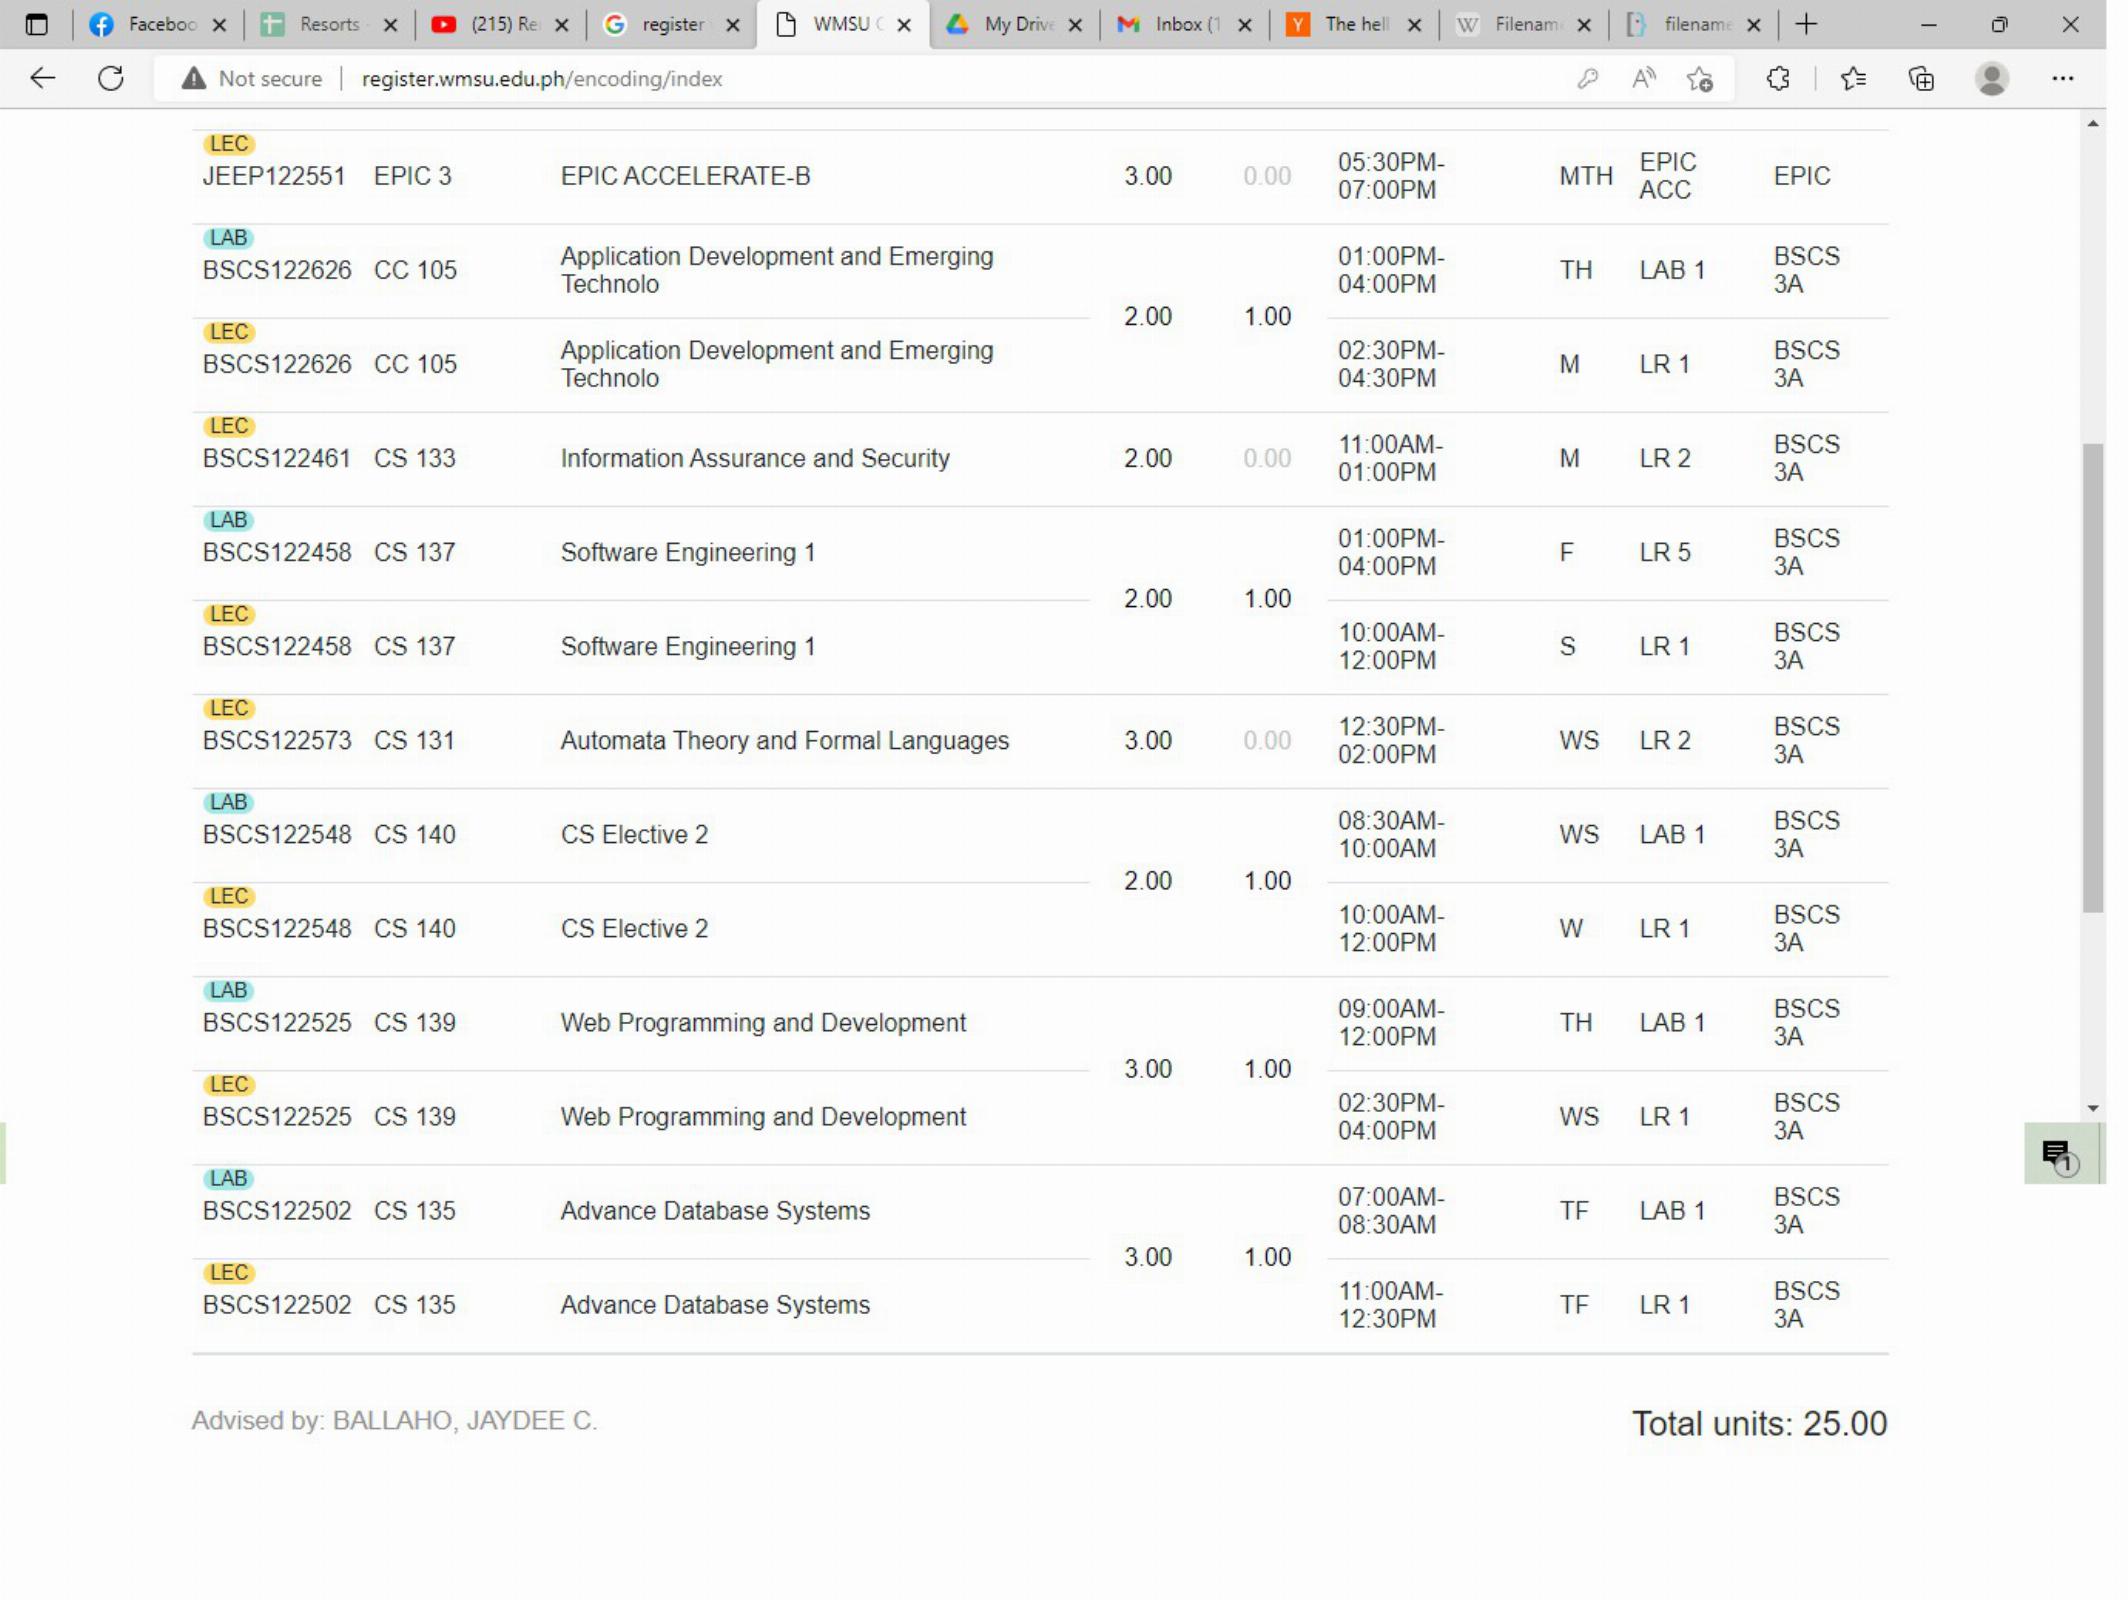 Faceboo
Resorts -
(215) Re
register
WMSU
My Drive
Inbox (1
The hell
Filenam
filename
Not secure | register.wmsu.edu.ph/encoding/index
LEC
JEEP122551 EPIC 3 EPIC ACCELERATE-B 3.00 0.00 05:30PM- MTH EPIC EPIC
07:00PM ACC
LAB
BSCS122626 CC 105 Application Development and Emerging 01:00PM- TH LAB 1 BSCS
Technolo 04:00PM 3A
2.00 1.00
LEC
BSCS122626 CC 105 Application Development and Emerging 02:30PM- M LR 1 BSCS
Technolo 04:30PM 3A
LEC
BSCS122461 CS 133 Information Assurance and Security 2.00 0.00 11:00AM- M LR 2 BSCS
01:00PM 3A
LAB
BSCS122458 CS 137 Software Engineering 1 01:00PM- F LR 5 BSCS
04:00PM 3A
2.00 1.00
LEC
BSCS122458 CS 137 Software Engineering 1 10:00AM- S LR 1 BSCS
12:00PM 3A
LEC
BSCS122573 CS 131 Automata Theory and Formal Languages 3.00 0.00 12:30PM- WS LR 2 BSCS
02:00PM 3A
LAB
BSCS122548 CS 140 CS Elective 2 08:30AM- WS LAB 1 BSCS
10:00AM 3A
2.00 1.00
LEC
BSCS122548 CS 140 CS Elective 2 10:00AM- W LR 1 BSCS
12:00PM 3A
LAB
BSCS122525 CS 139 Web Programming and Development 09:00AM- TH LAB 1 BSCS
12:00PM 3A
3.00 1.00
LEC
BSCS122525 CS 139 Web Programming and Development 02:30PM- WS LR 1 BSCS
04:00PM 3A
LAB
BSCS122502 CS 135 Advance Database Systems 07:00AM- TF LAB 1 BSCS
08:30AM 3A
3.00 1.00
LEC
BSCS122502 CS 135 Advance Database Systems 11:00AM- TF LR 1 BSCS
12:30PM 3A
1
Advised by: BALLAHO, JAYDEE C. Total units: 25.00